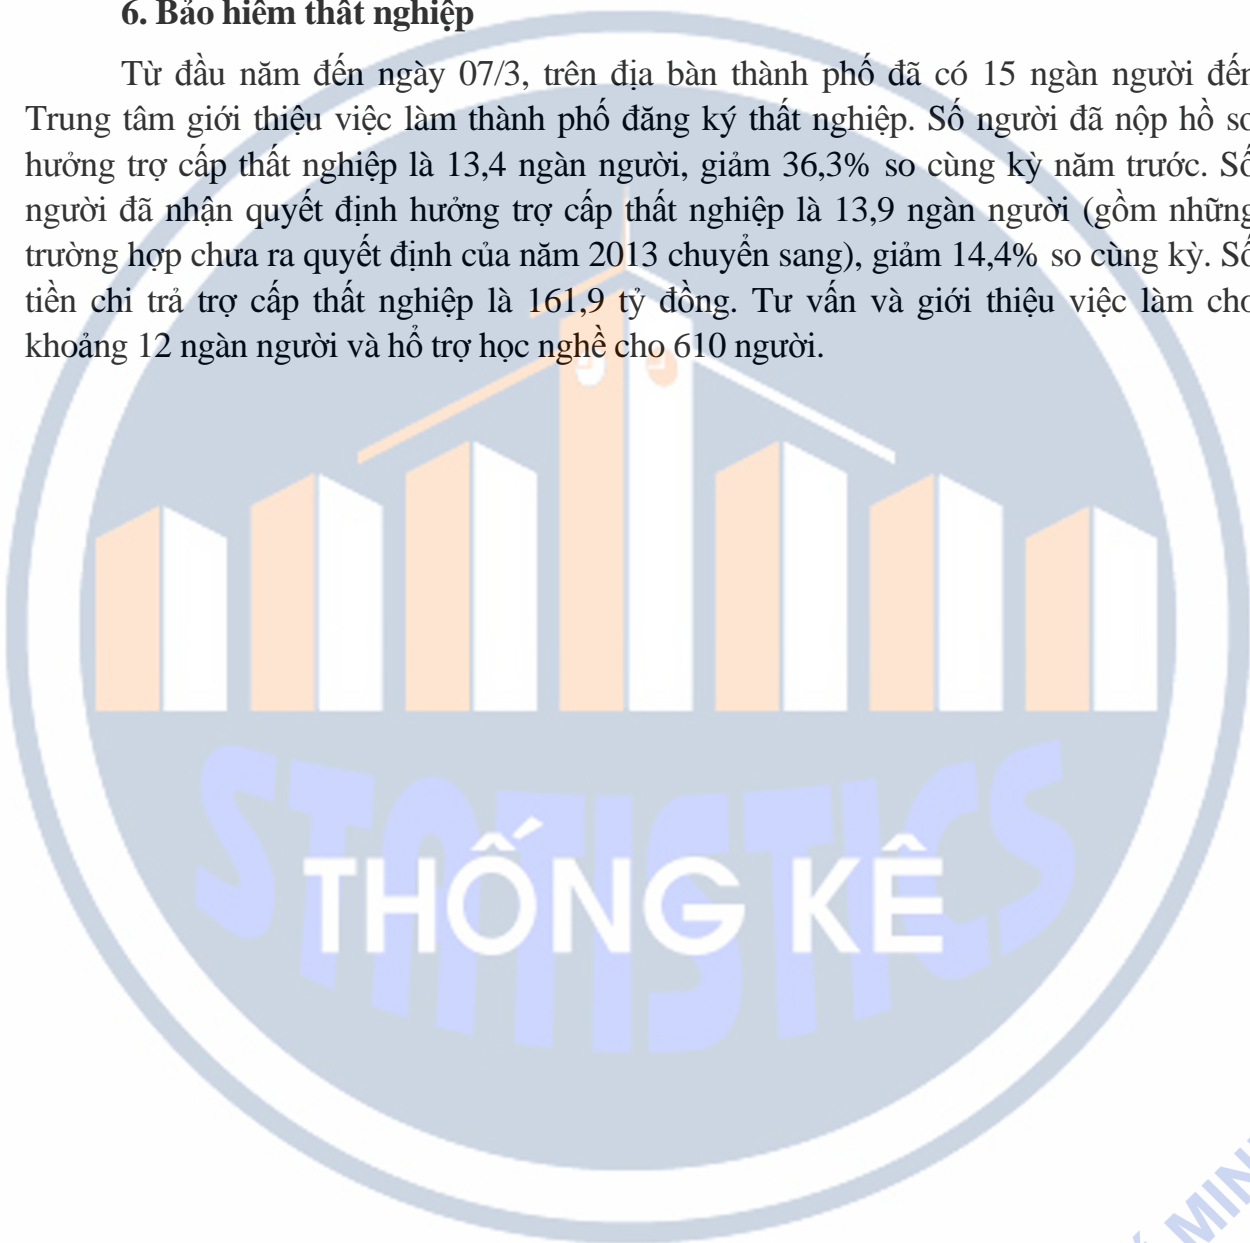 6. Bảo hiểm thất nghiệp
Từ đầu năm đến ngày 07/3, trên địa bàn thành phố đã có 15 ngàn người đến
Trung tâm giới thiệu việc làm thành phố đăng ký thất nghiệp. Số người đã nộp hồ sơ
hưởng trợ cấp thất nghiệp là 13,4 ngàn người, giảm 36,3% so cùng kỳ năm trước. Số
người đã nhận quyết định hưởng trợ cấp thất nghiệp là 13,9 ngàn người (gồm những
trường hợp chưa ra quyết định của năm 2013 chuyển sang), giảm 14,4% so cùng kỳ. Số
tiền chi trả trợ cấp thất nghiệp là 161,9 tỷ đồng. Tư vấn và giới thiệu việc làm cho
khoảng 12 ngàn người và hổ trợ học nghề cho 610 người.
STATISTICS
THỐNG KÊ